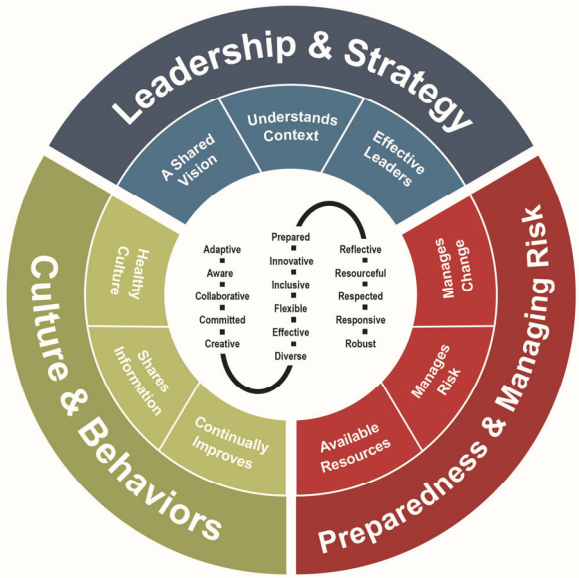 Leadership & Strategy
A Shared
Vision
Understands
Context
Effective
Leaders
Culture & Behaviors
Healthy
Culture
Shares
Information
Continually
Improves
Preparedness & Managing Risk
Manages
Change
Manages
Risk
Available
Resources
Adaptive
Aware
Collaborative
Committed
Creative
Prepared
Innovative
Inclusive
Flexible
Effective
Diverse
Reflective
Resourceful
Respected
Responsive
Robust